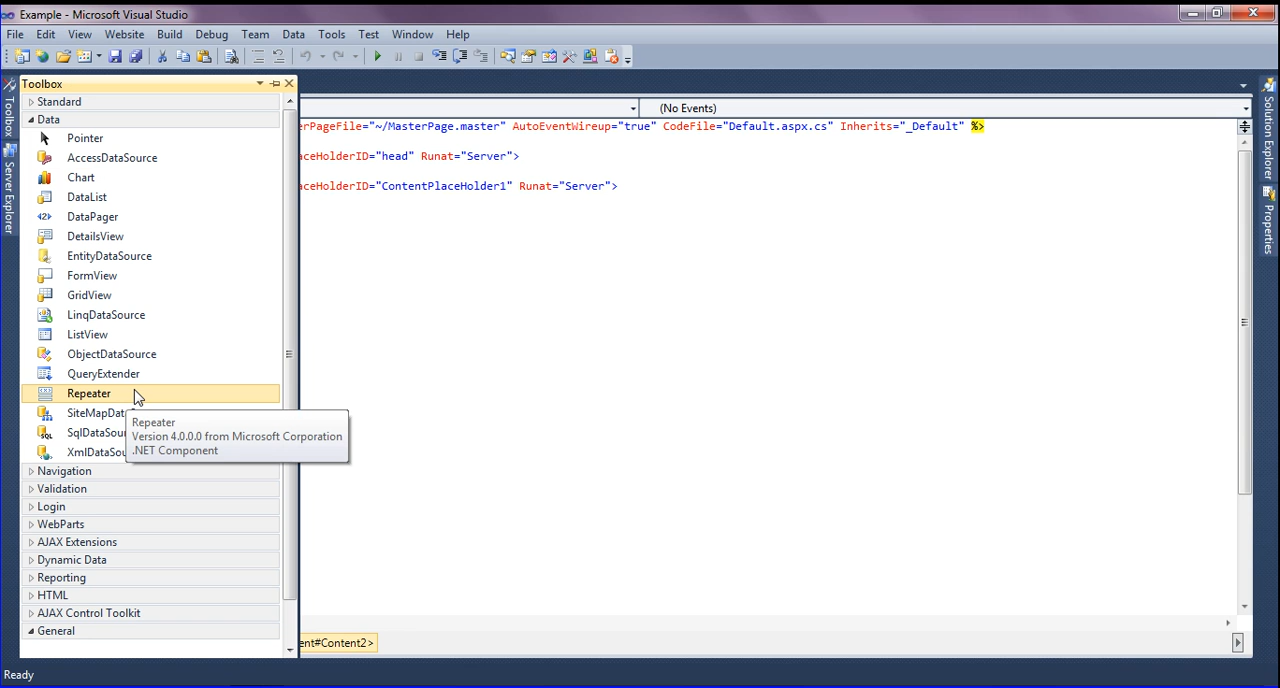 Example - Microsoft Visual Studio
File Edit View Website Build Debug Team Data Tools Test Window Help
Toolbox
Toolbox
Server Explorer
Standard
Data
Pointer
AccessDataSource
Chart
DataList
DataPager
DetailsView
EntityDataSource
FormView
GridView
LinqDataSource
ListView
ObjectDataSource
QueryExtender
Repeater
SiteMapData
SqlDataSour
XmlDataSou
Repeater
Version 4.0.0.0 from Microsoft Corporation
.NET Component
Navigation
Validation
Login
WebParts
AJAX Extensions
Dynamic Data
Reporting
HTML
AJAX Control Toolkit
General
(No Events)
erPageFile="~/MasterPage.master" AutoEventWireup="true" CodeFile="Default.aspx.cs" Inherits="_Default" %>
aceHolderID="head" Runat="Server">
aceHolderID="ContentPlaceHolder1" Runat="Server">
ent#Content2>
Solution Explorer
Properties
Ready